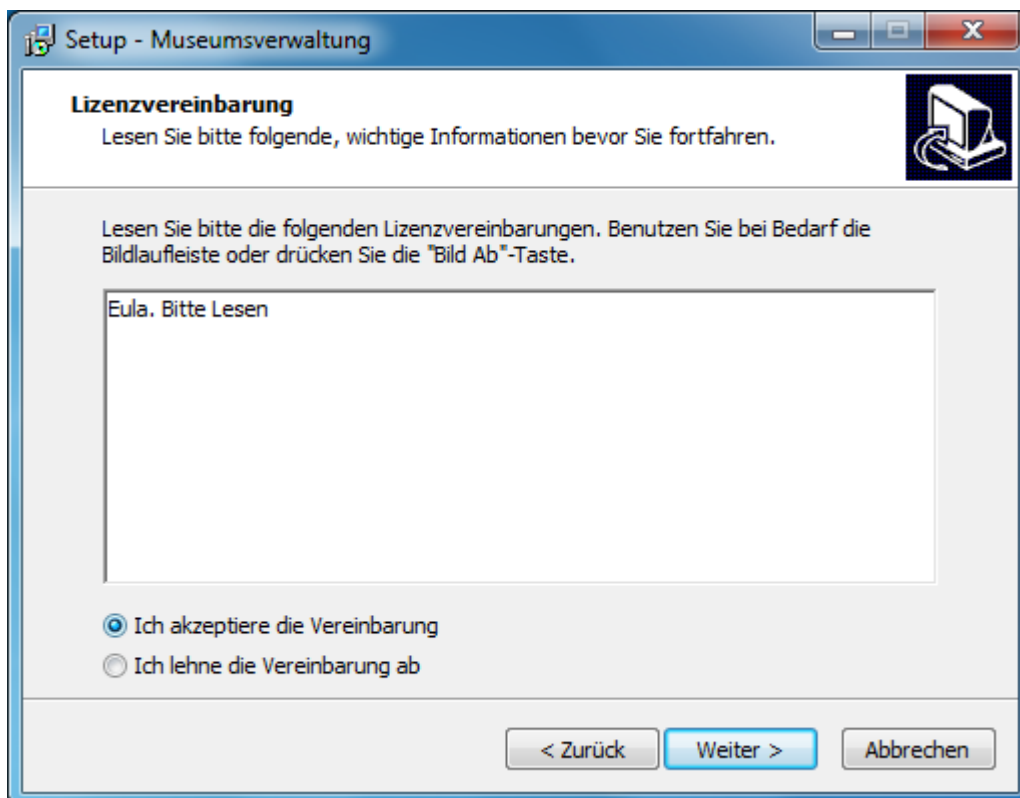 Setup - Museumsverwaltung
Lizenzvereinbarung
Lesen Sie bitte folgende, wichtige Informationen bevor Sie fortfahren.
Lesen Sie bitte die folgenden Lizenzvereinbarungen. Benutzen Sie bei Bedarf die
Bildlaufleiste oder drücken Sie die "Bild Ab"-Taste.
Eula. Bitte Lesen
Ich akzeptiere die Vereinbarung
Ich lehne die Vereinbarung ab
< Zurück Weiter > Abbrechen